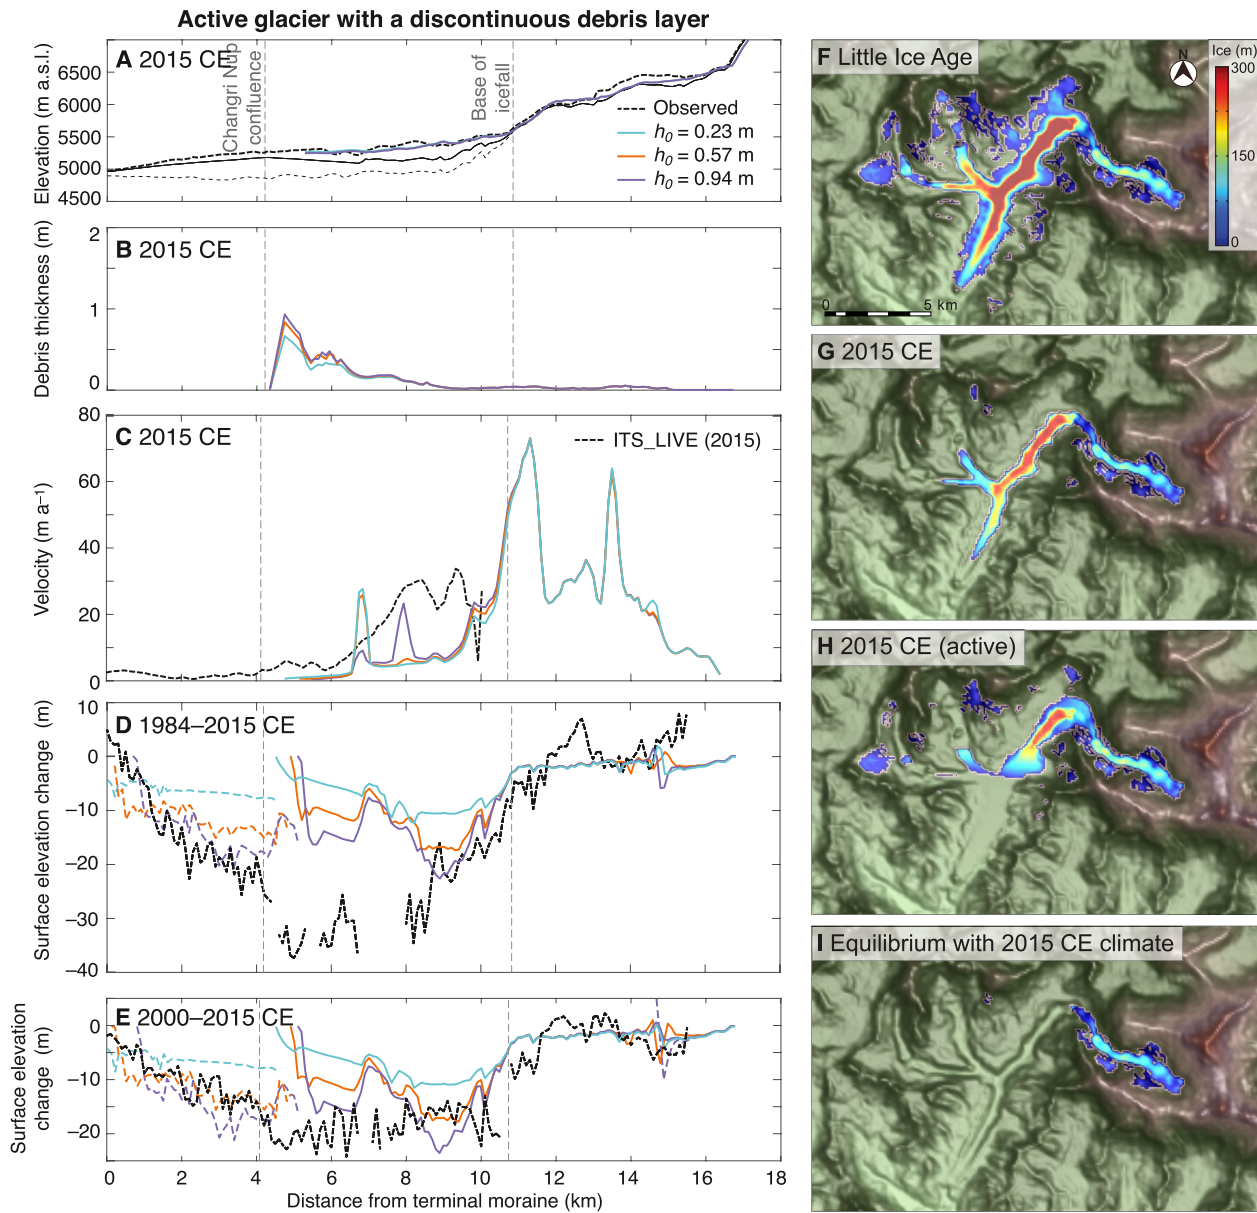 Active glacier with a discontinuous debris layer
A 2015 CE
Changri Nup
confluence
Base of
icefall
Observed
h0 = 0.23 m
h0 = 0.57 m
h0 = 0.94 m
Elevation (m a.s.l.)
6500
6000
5500
5000
4500
B 2015 CE
Debris thickness (m)
2
1
0
C 2015 CE
ITS_LIVE (2015)
Velocity (m a−1)
80
60
40
20
0
D 1984–2015 CE
Surface elevation change (m)
10
0
−10
−20
−30
−40
E 2000–2015 CE
Surface elevation
change (m)
0
−10
−20
0 2 4 6 8 10 12 14 16 18
Distance from terminal moraine (km)
F Little Ice Age
N
Ice (m)
300
150
0
0 5 km
G 2015 CE
H 2015 CE (active)
I Equilibrium with 2015 CE climate